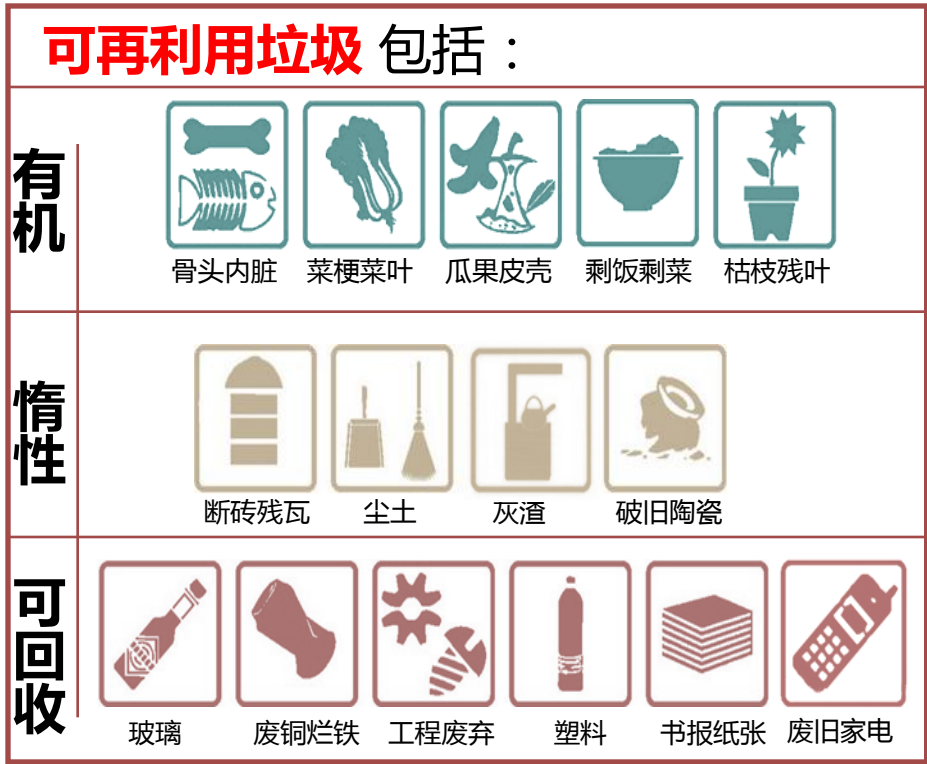 可再利用垃圾 包括：
有机
骨头内脏 菜梗菜叶 瓜果皮壳 剩饭剩菜 枯枝残叶
惰性
断砖残瓦 尘土 灰渣 破旧陶瓷
可回收
玻璃 废铜烂铁 工程废弃 塑料 书报纸张 废旧家电